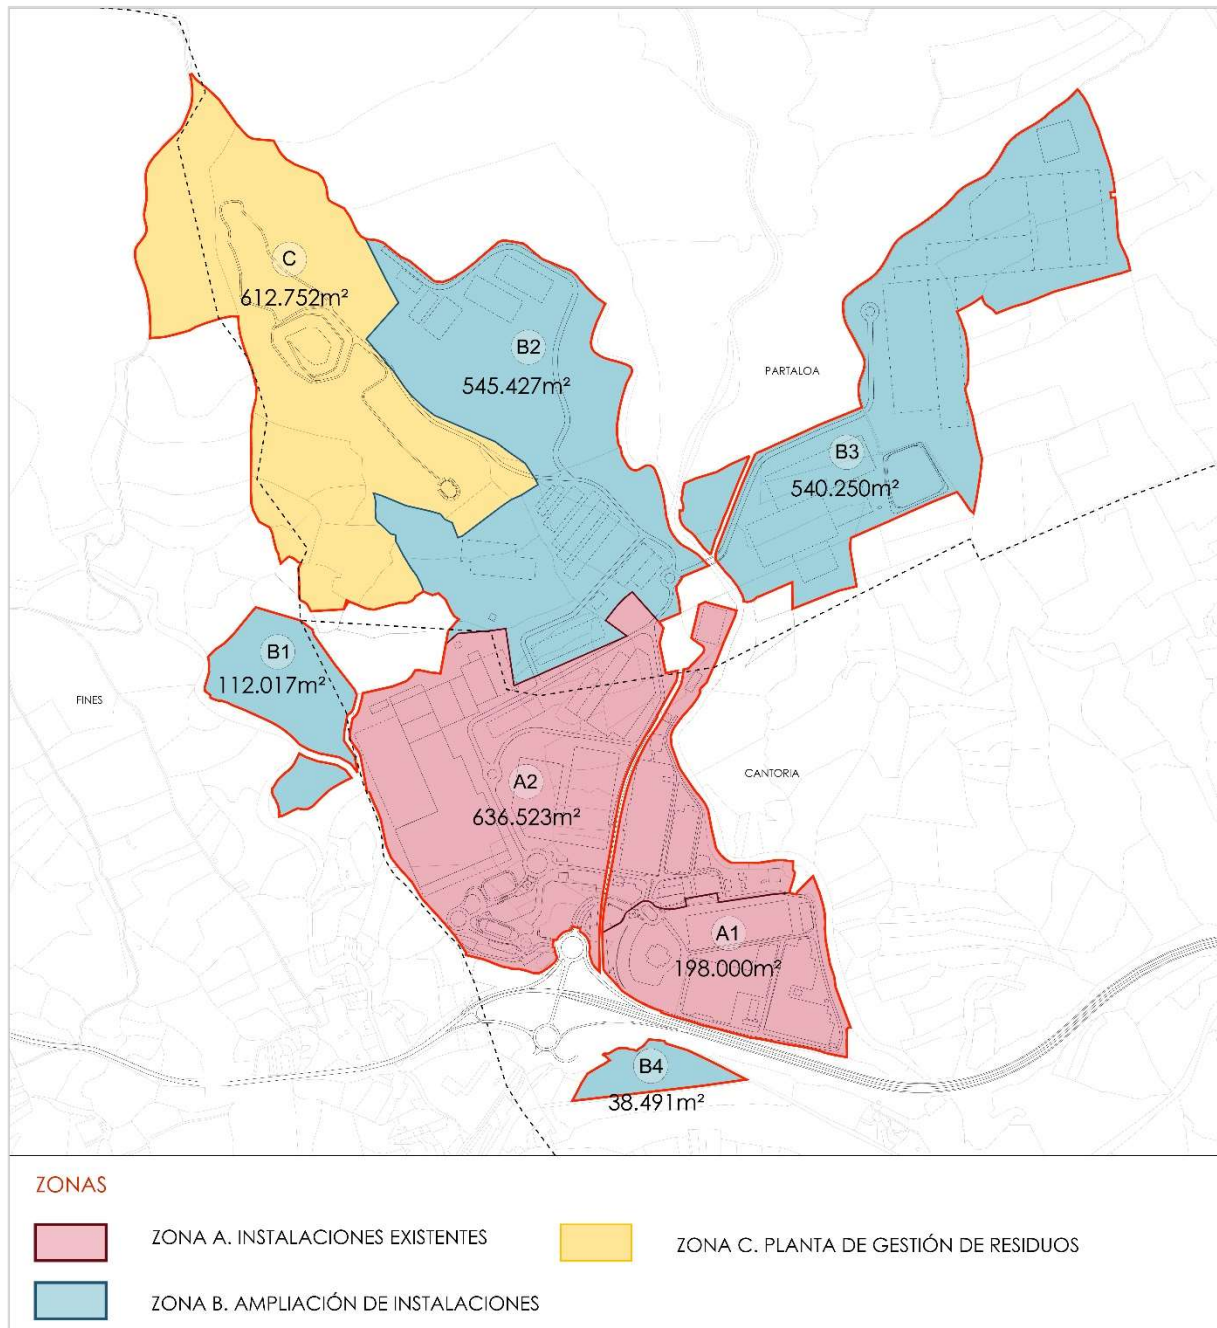 C
612.752m²
B2
545.427m²
PARTALOA
B3
540.250m²
B1
112.017m²
FINES
A2
636.523m²
CANTORIA
A1
198.000m²
B4
38.491m²
ZONAS
ZONA A. INSTALACIONES EXISTENTES
ZONA C. PLANTA DE GESTIÓN DE RESIDUOS
ZONA B. AMPLIACIÓN DE INSTALACIONES